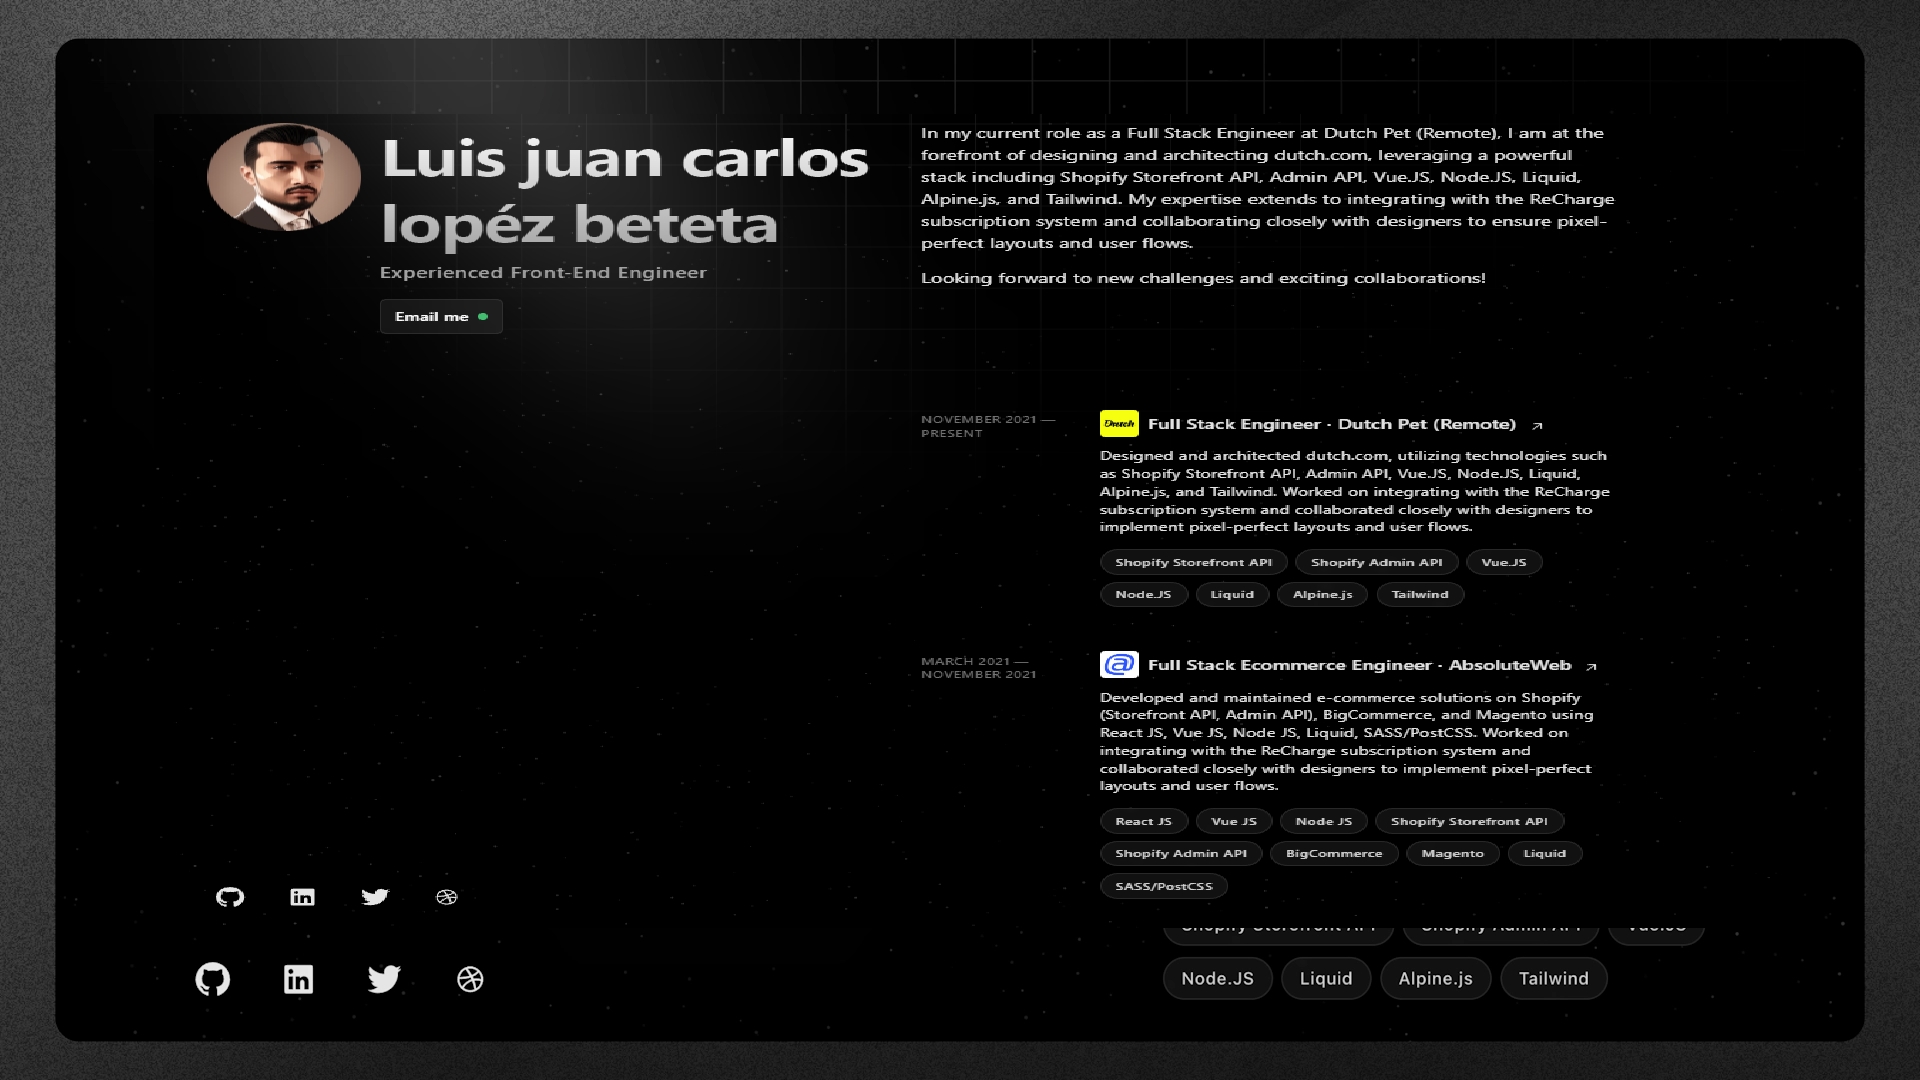 Luis juan carlos
lopéz beteta
Experienced Front-End Engineer
Email me
In my current role as a Full Stack Engineer at Dutch Pet (Remote), I am at the
forefront of designing and architecting dutch.com, leveraging a powerful
stack including Shopify Storefront API, Admin API, Vue.JS, Node.JS, Liquid,
Alpine.js, and Tailwind. My expertise extends to integrating with the ReCharge
subscription system and collaborating closely with designers to ensure pixel-
perfect layouts and user flows.
Looking forward to new challenges and exciting collaborations!
NOVEMBER 2021 —
PRESENT
Dutch
Full Stack Engineer · Dutch Pet (Remote)
Designed and architected dutch.com, utilizing technologies such
as Shopify Storefront API, Admin API, Vue.JS, Node.JS, Liquid,
Alpine.js, and Tailwind. Worked on integrating with the ReCharge
subscription system and collaborated closely with designers to
implement pixel-perfect layouts and user flows.
Shopify Storefront API Shopify Admin API Vue.JS
Node.JS Liquid Alpine.js Tailwind
MARCH 2021 —
NOVEMBER 2021
@ Full Stack Ecommerce Engineer · AbsoluteWeb
Developed and maintained e-commerce solutions on Shopify
(Storefront API, Admin API), BigCommerce, and Magento using
React JS, Vue JS, Node JS, Liquid, SASS/PostCSS. Worked on
integrating with the ReCharge subscription system and
collaborated closely with designers to implement pixel-perfect
layouts and user flows.
React JS Vue JS Node JS Shopify Storefront API
Shopify Admin API BigCommerce Magento Liquid
SASS/PostCSS
in
Shopify Storefront API Shopify Admin API Vue.JS
in
Node.JS Liquid Alpine.js Tailwind